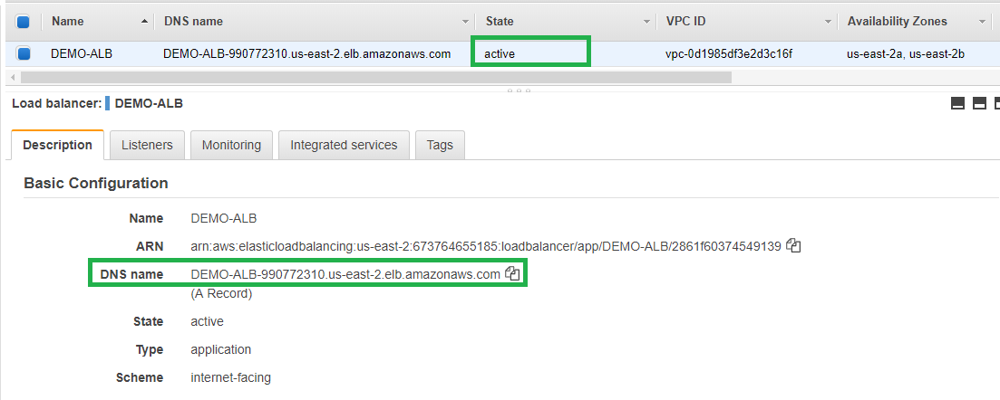 Name DNS name State VPC ID Availability Zones
DEMO-ALB DEMO-ALB-990772310.us-east-2.elb.amazonaws.com active vpc-0d1985df3e2d3c16f us-east-2a, us-east-2b
Load balancer: DEMO-ALB
Description Listeners Monitoring Integrated services Tags
Basic Configuration
Name DEMO-ALB
ARN arn:aws:elasticloadbalancing:us-east-2:673764655185:loadbalancer/app/DEMO-ALB/2861f60374549139
DNS name DEMO-ALB-990772310.us-east-2.elb.amazonaws.com
(A Record)
State active
Type application
Scheme internet-facing